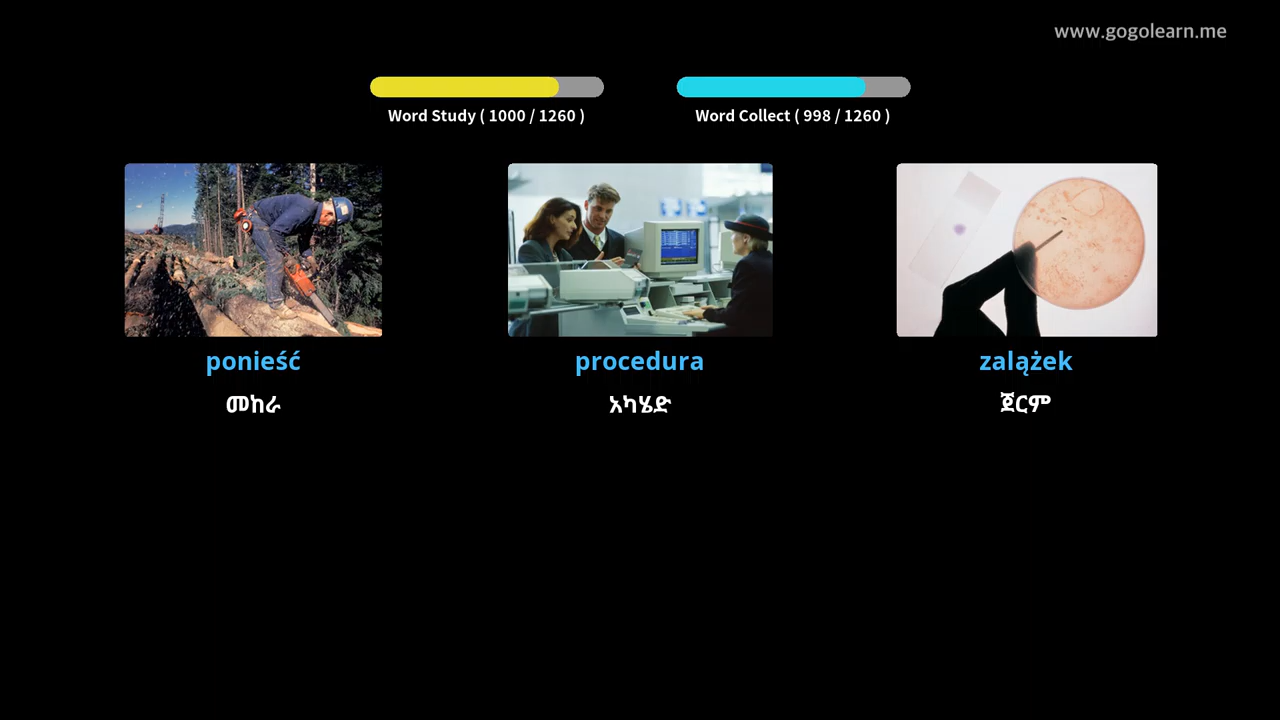 www.gogolearn.me
Word Study ( 1000 / 1260 )
Word Collect ( 998 / 1260 )
ponieść
procedura
zalążek
መከራ
አካሄድ
ጀርም